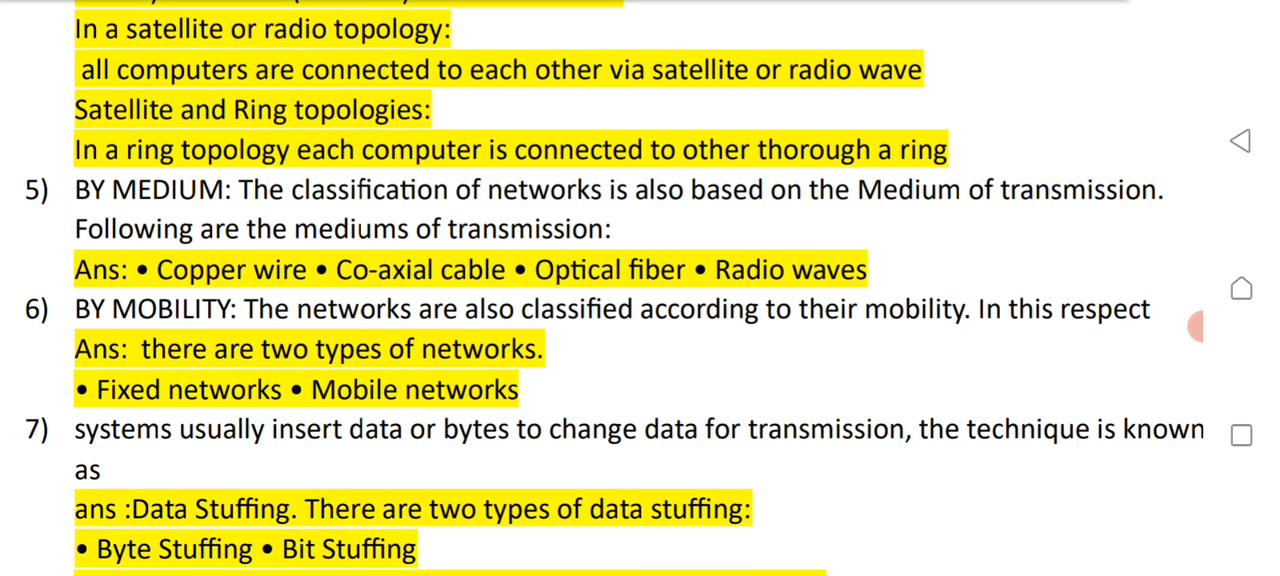 In a satellite or radio topology:
all computers are connected to each other via satellite or radio wave
Satellite and Ring topologies:
In a ring topology each computer is connected to other thorough a ring
5) BY MEDIUM: The classification of networks is also based on the Medium of transmission.
Following are the mediums of transmission:
Ans: • Copper wire • Co-axial cable • Optical fiber • Radio waves
6) BY MOBILITY: The networks are also classified according to their mobility. In this respect
Ans: there are two types of networks.
• Fixed networks • Mobile networks
7) systems usually insert data or bytes to change data for transmission, the technique is known
as
ans :Data Stuffing. There are two types of data stuffing:
• Byte Stuffing • Bit Stuffing